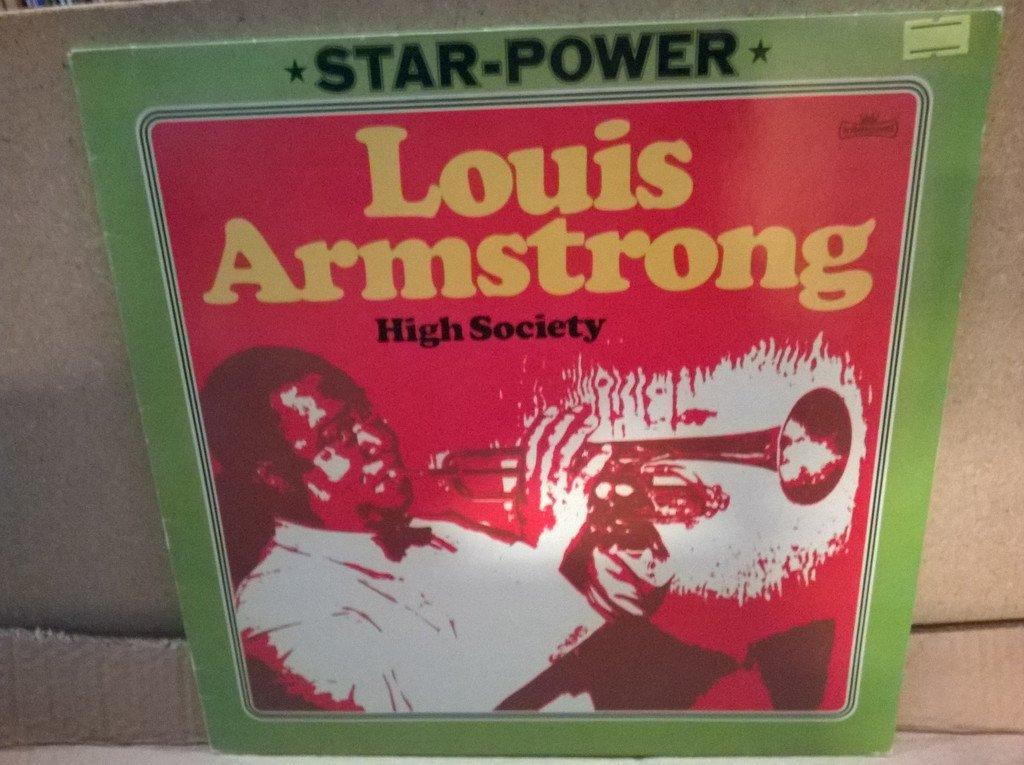 ★ STAR-POWER ★
Louis
Armstrong
High Society